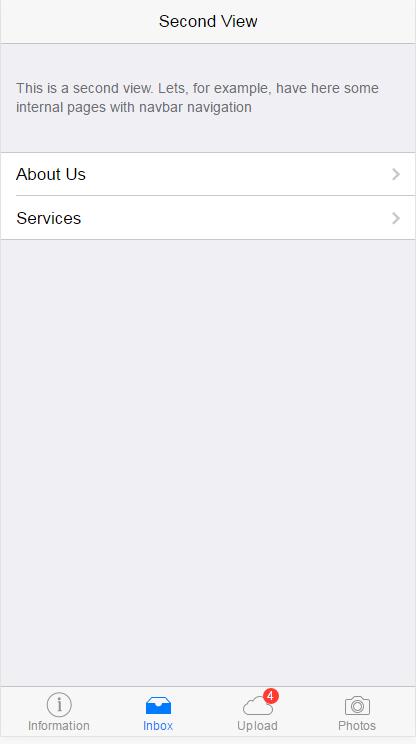 Second View
This is a second view. Lets, for example, have here some
internal pages with navbar navigation
About Us
Services
4
Information
Inbox
Upload
Photos